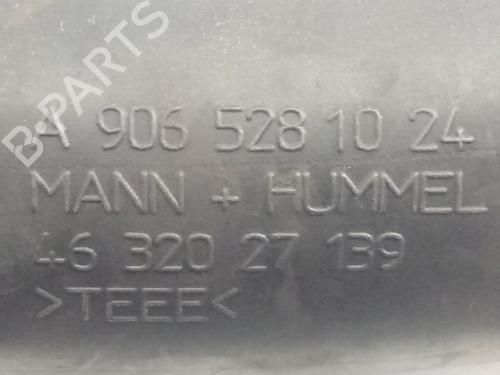 B-PARTS
A 906 528 10 24
MANN + HUMMEL
46 320 27 139
>TEEE<